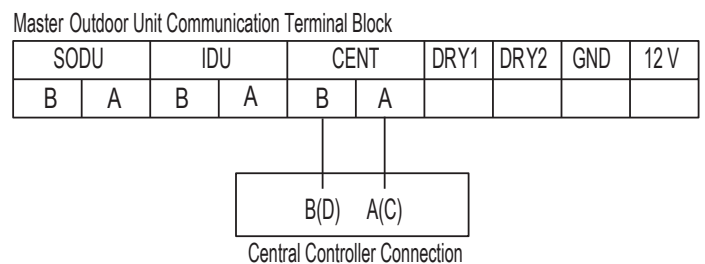 Master Outdoor Unit Communication Terminal Block
SODU IDU CENT DRY1 DRY2 GND 12 V
B A B A B A
B(D) A(C)
Central Controller Connection